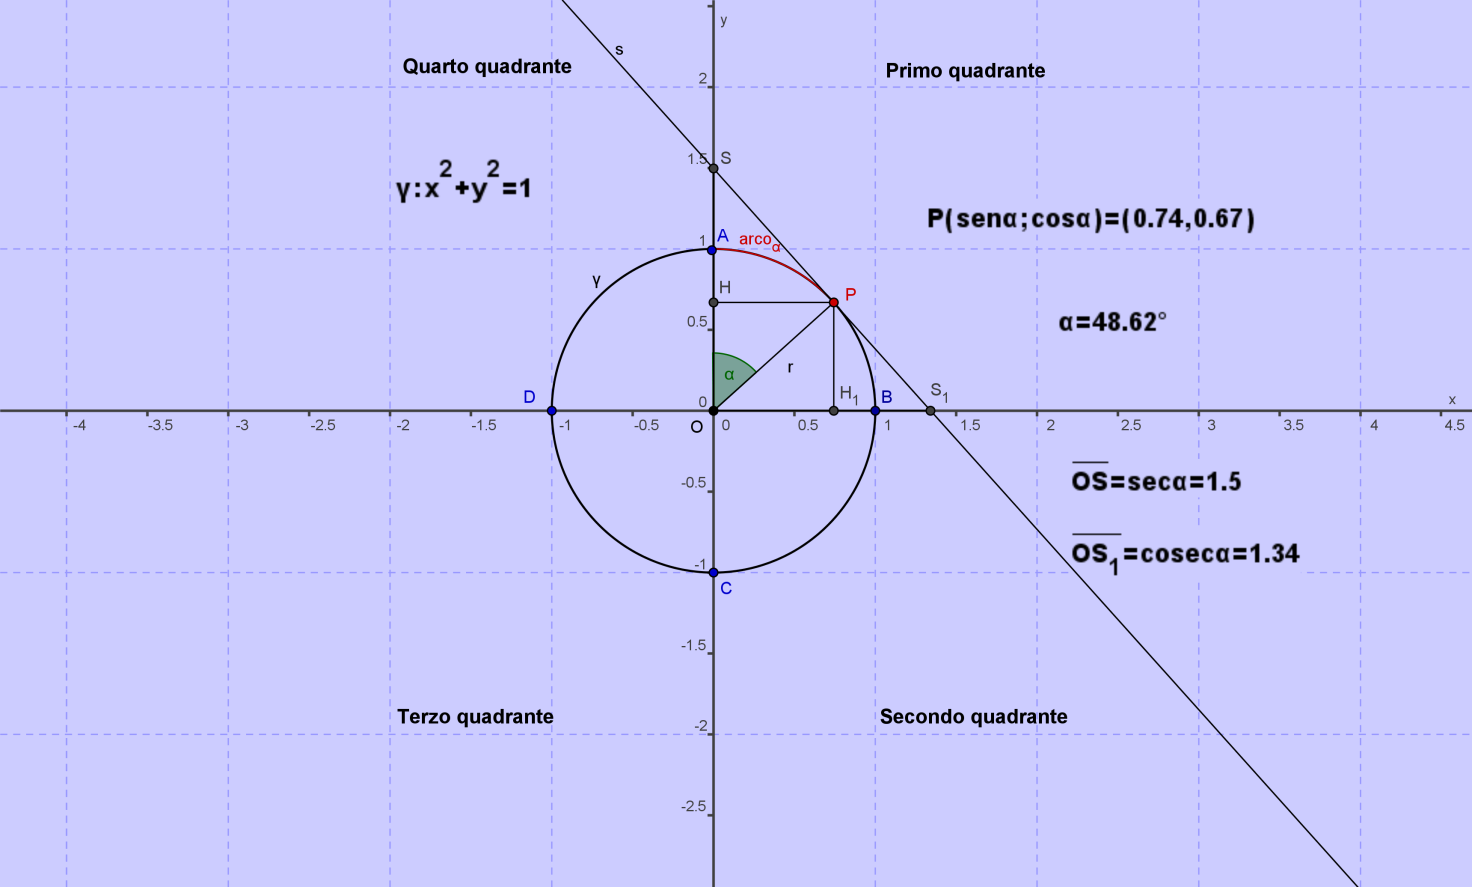 y
s
Quarto quadrante
Primo quadrante
2
1.5
S
γ:x²+y²=1
P(senα;cosα)=(0.74,0.67)
1
A
arcoα
γ
H
P
0.5
α=48.62°
α
r
D
0
H₁
B
S₁
x
-4 -3.5 -3 -2.5 -2 -1.5 -1 -0.5 O 0 0.5 1 1.5 2 2.5 3 3.5 4 4.5
-0.5
OS=secα=1.5
OS₁=cosecα=1.34
-1
C
-1.5
Terzo quadrante
Secondo quadrante
-2
-2.5